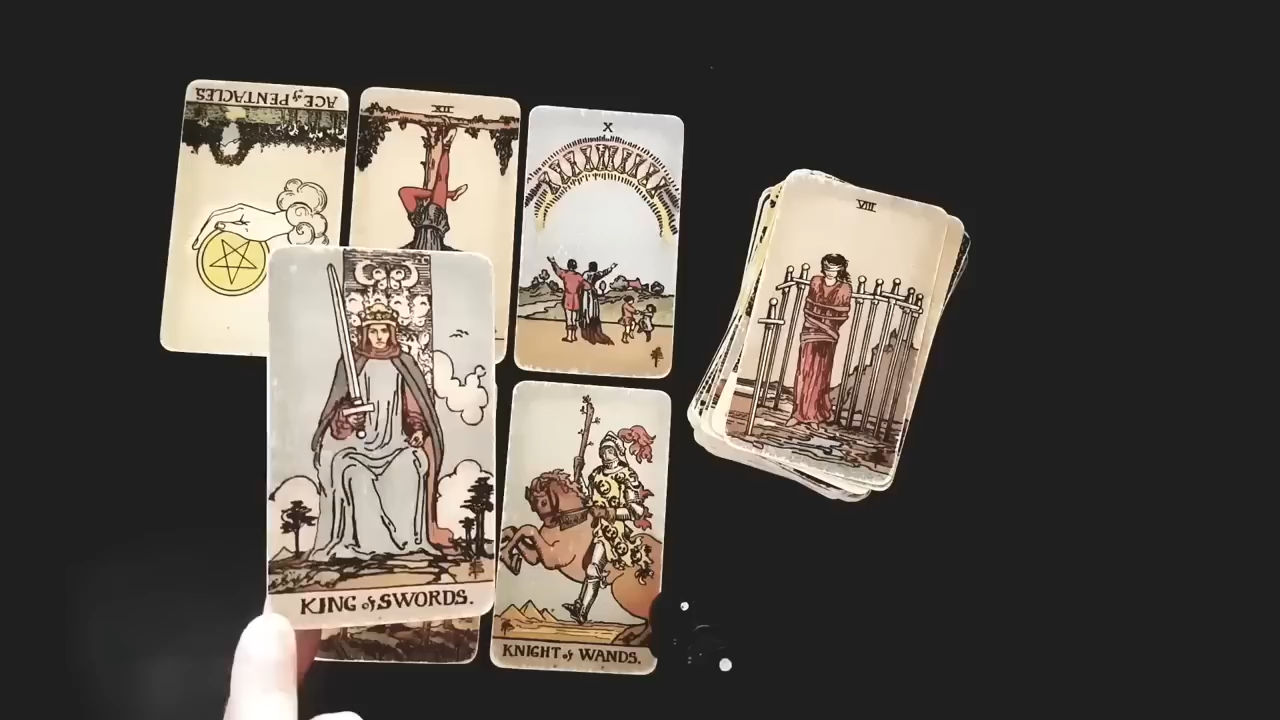 ACE of PENTACLES
XII
X
VIII
KING of SWORDS.
KNIGHT of WANDS.